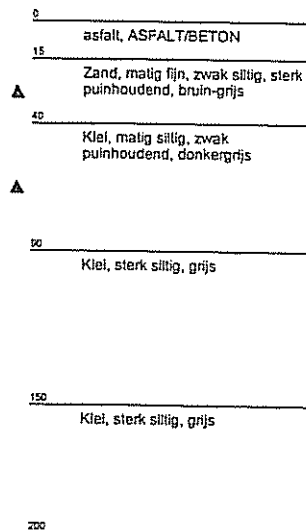 0
asfalt, ASFALT/BETON
15
Zand, matig fijn, zwak siltig, sterk
puinhoudend, bruin-grijs
40
Klei, matig siltig, zwak
puinhoudend, donkergrijs
90
Klei, sterk siltig, grijs
150
Klei, sterk siltig, grijs
200